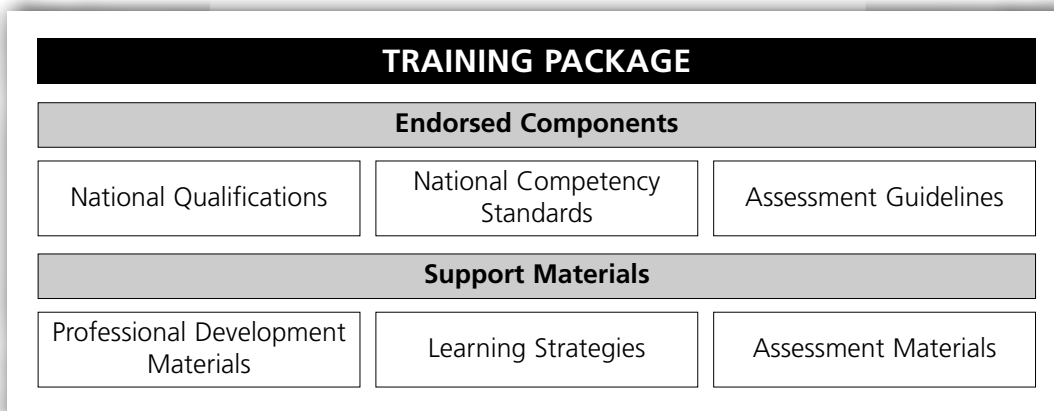 TRAINING PACKAGE
Endorsed Components
National Qualifications
National Competency
Standards
Assessment Guidelines
Support Materials
Professional Development
Materials
Learning Strategies
Assessment Materials